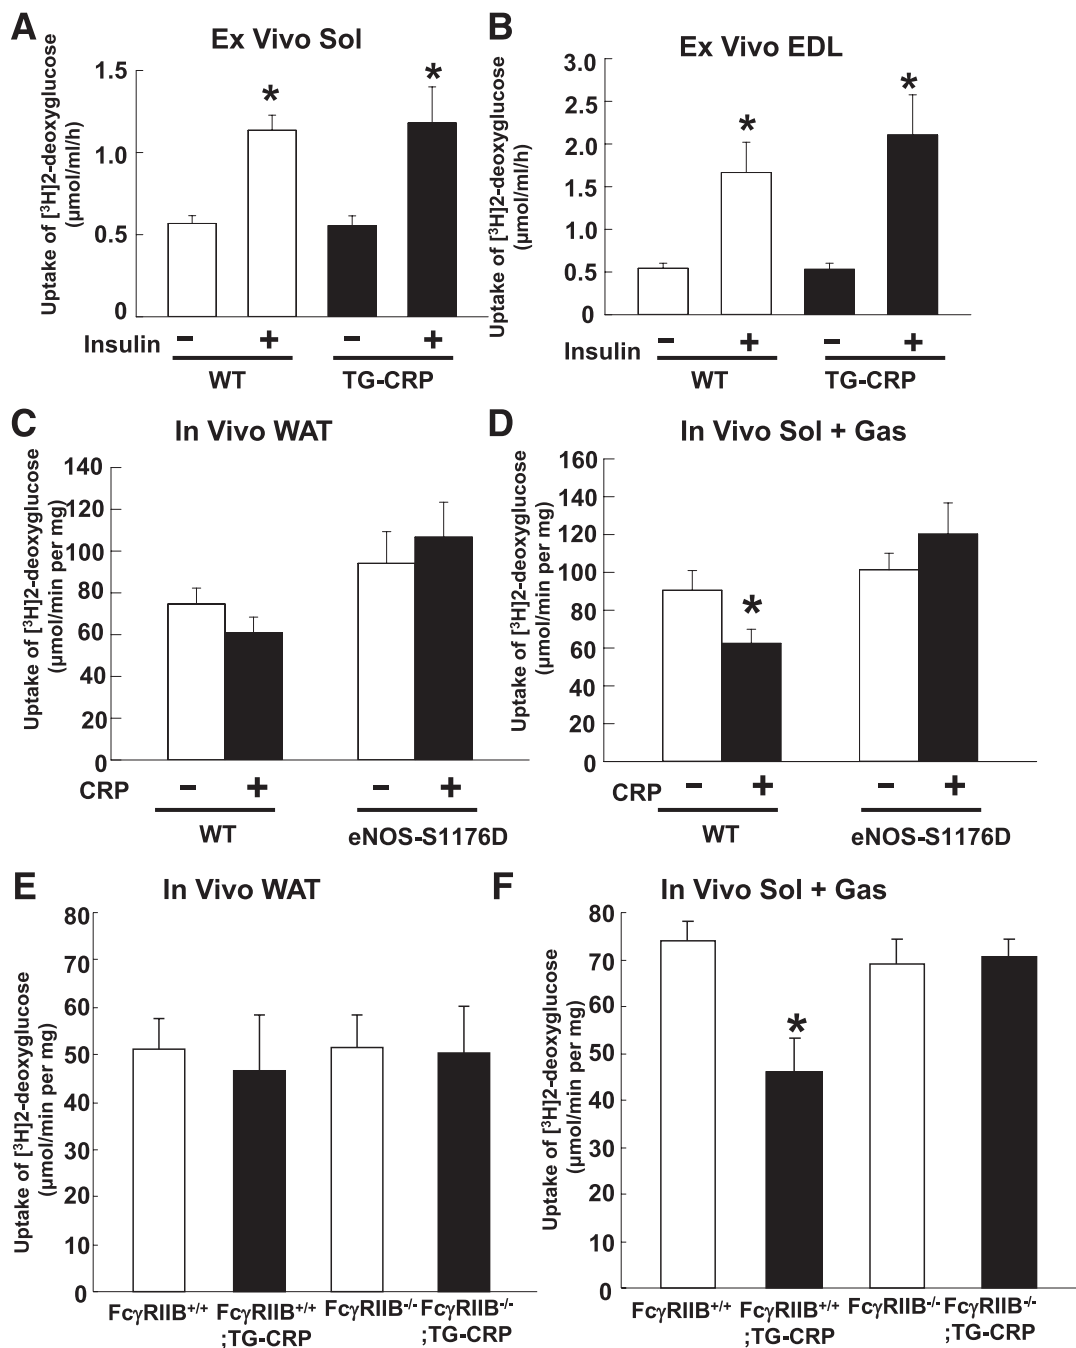 A
Ex Vivo Sol
Uptake of [³H]2-deoxyglucose
(µmol/ml/h)
1.5
1.0
0.5
0
*
*
Insulin
− + − +
WT
TG-CRP
B
Ex Vivo EDL
Uptake of [³H]2-deoxyglucose
(µmol/ml/h)
3.0
2.5
2.0
1.5
1.0
0.5
0
*
*
Insulin
− + − +
WT
TG-CRP
C
In Vivo WAT
Uptake of [³H]2-deoxyglucose
(µmol/min per mg)
140
120
100
80
60
40
20
0
CRP
− + − +
WT
eNOS-S1176D
D
In Vivo Sol + Gas
Uptake of [³H]2-deoxyglucose
(µmol/min per mg)
160
140
120
100
80
60
40
20
0
*
CRP
− + − +
WT
eNOS-S1176D
E
In Vivo WAT
Uptake of [³H]2-deoxyglucose
(µmol/min per mg)
80
70
60
50
40
30
20
10
0
FcγRIIB+/+
FcγRIIB+/+
;TG-CRP
FcγRIIB-/-
FcγRIIB-/-
;TG-CRP
F
In Vivo Sol + Gas
Uptake of [³H]2-deoxyglucose
(µmol/min per mg)
80
70
60
50
40
30
20
10
0
*
FcγRIIB+/+
FcγRIIB+/+
;TG-CRP
FcγRIIB-/-
FcγRIIB-/-
;TG-CRP